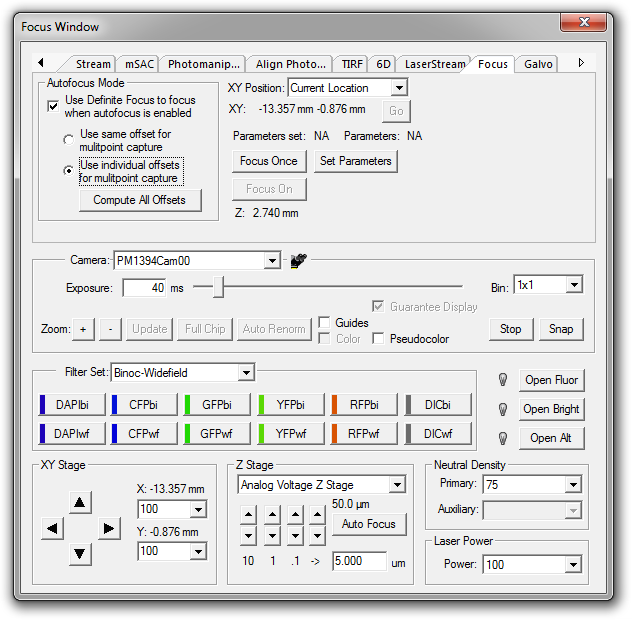 Focus Window
Stream mSAC Photomanip... Align Photo... TIRF 6D LaserStream Focus Galvo
Autofocus Mode
Use Definite Focus to focus
when autofocus is enabled
Use same offset for
mulitpoint capture
Use individual offsets
for mulitpoint capture
Compute All Offsets
XY Position: Current Location
XY: -13.357 mm -0.876 mm Go
Parameters set: NA Parameters: NA
Focus Once Set Parameters
Focus On
Z: 2.740 mm
Camera: PM1394Cam00
Exposure: 40 ms Bin: 1x1
Guarantee Display
Zoom: + - Update Full Chip Auto Renorm Guides Stop Snap
Color Pseudocolor
Filter Set: Binoc-Widefield
DAPIbi CFPbi GFPbi YFPbi RFPbi DICbi
DAPIwf CFPwf GFPwf YFPwf RFPwf DICwf
Open Fluor
Open Bright
Open Alt
XY Stage
X: -13.357 mm
100
Y: -0.876 mm
100
Z Stage
Analog Voltage Z Stage
50.0 µm
Auto Focus
10 1 .1 -> 5.000 um
Neutral Density
Primary: 75
Auxiliary:
Laser Power
Power: 100